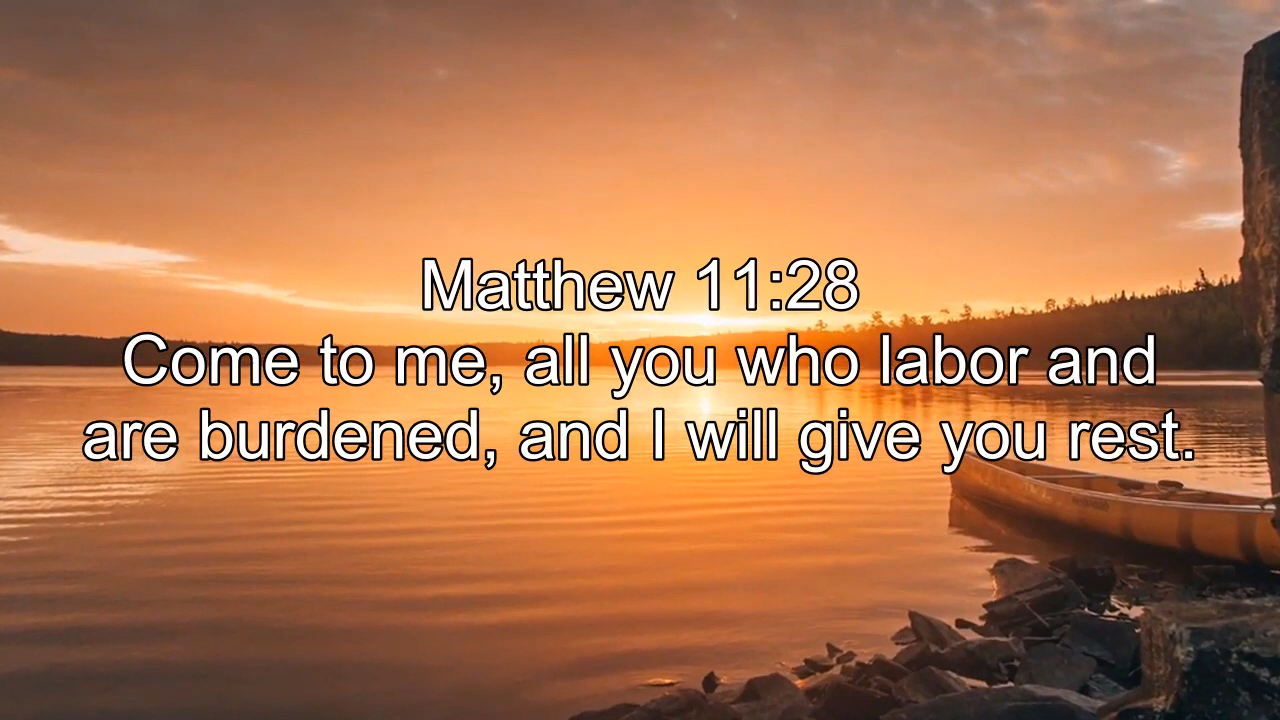 Matthew 11:28
Come to me, all you who labor and
are burdened, and I will give you rest.